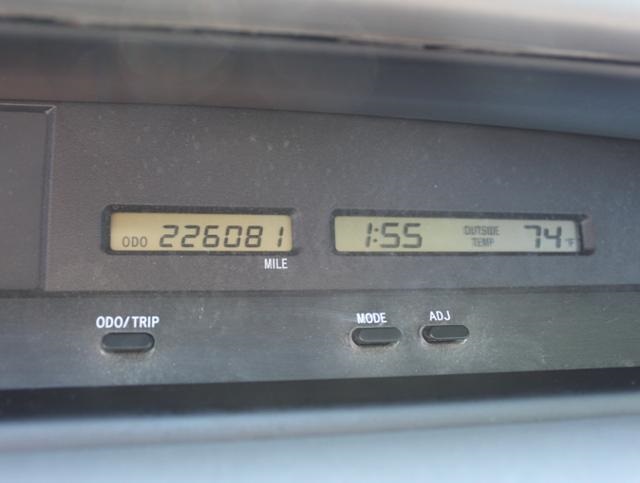 ODO 226081
MILE
1:55 OUTSIDE TEMP 74°F
ODO/TRIP
MODE
ADJ